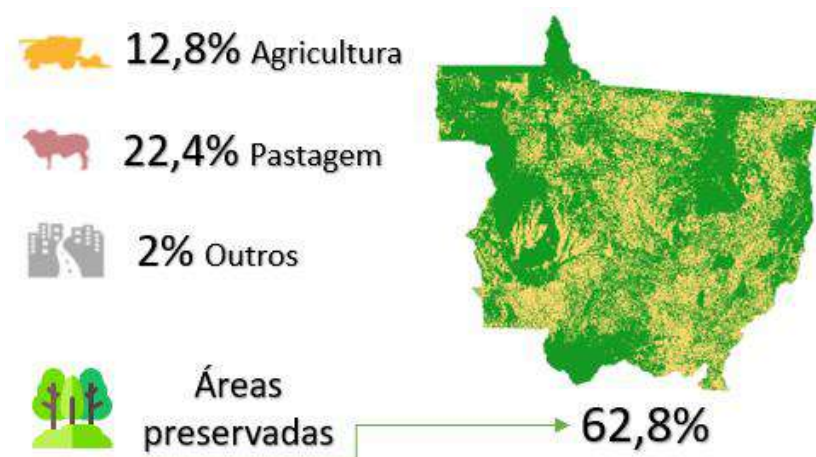 12,8% Agricultura
22,4% Pastagem
2% Outros
Áreas
preservadas
62,8%